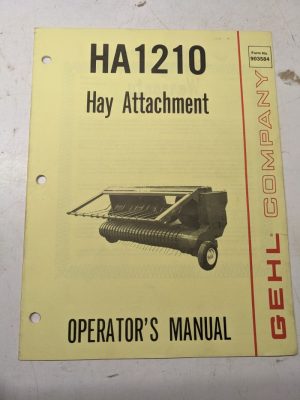 HA1210
Form No.
903584
Hay Attachment
GEHL COMPANY
OPERATOR'S MANUAL